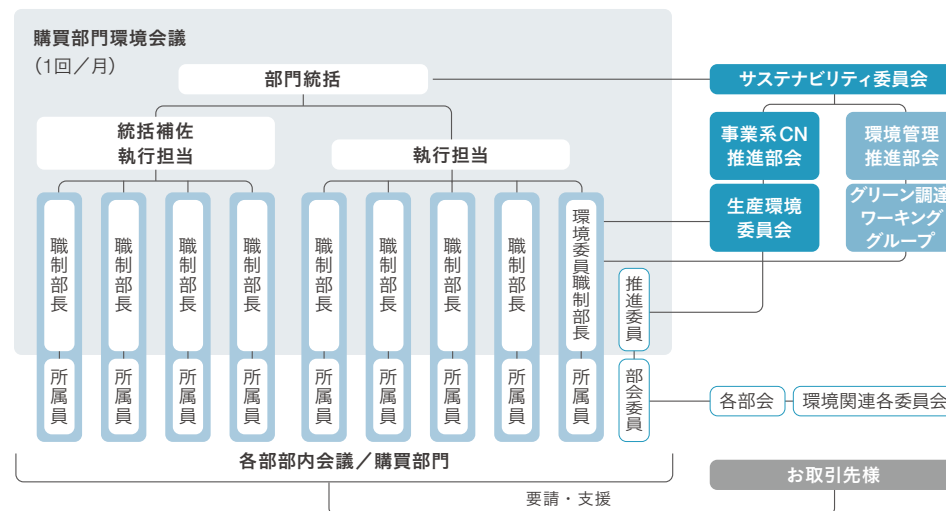 購買部門環境会議
(1回／月)
部門統括
サステナビリティ委員会
統括補佐
執行担当
執行担当
事業系CN
推進部会
環境管理
推進部会
生産環境
委員会
グリーン調達
ワーキング
グループ
職制部長
職制部長
職制部長
職制部長
職制部長
職制部長
職制部長
職制部長
環境委員職制部長
推進委員
所属員
所属員
所属員
所属員
所属員
所属員
所属員
所属員
所属員
部会委員
各部会
環境関連各委員会
各部部内会議／購買部門
お取引先様
要請・支援